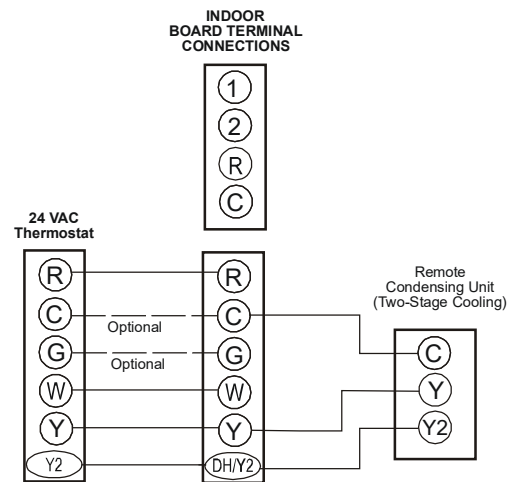 INDOOR
BOARD TERMINAL
CONNECTIONS
1
2
R
C
24 VAC
Thermostat
R
C
G
W
Y
Y2
Optional
Optional
R
C
G
W
Y
DH/Y2
Remote
Condensing Unit
(Two-Stage Cooling)
C
Y
Y2